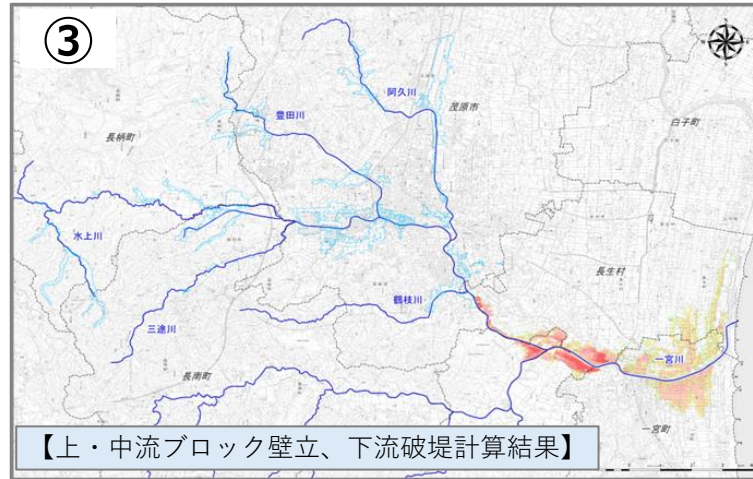 ③
阿久川
茂原市
豊田川
白子町
長柄町
水上川
長生村
鶴枝川
三途川
一宮川
長南町
一宮町
【上・中流ブロック壁立、下流破堤計算結果】